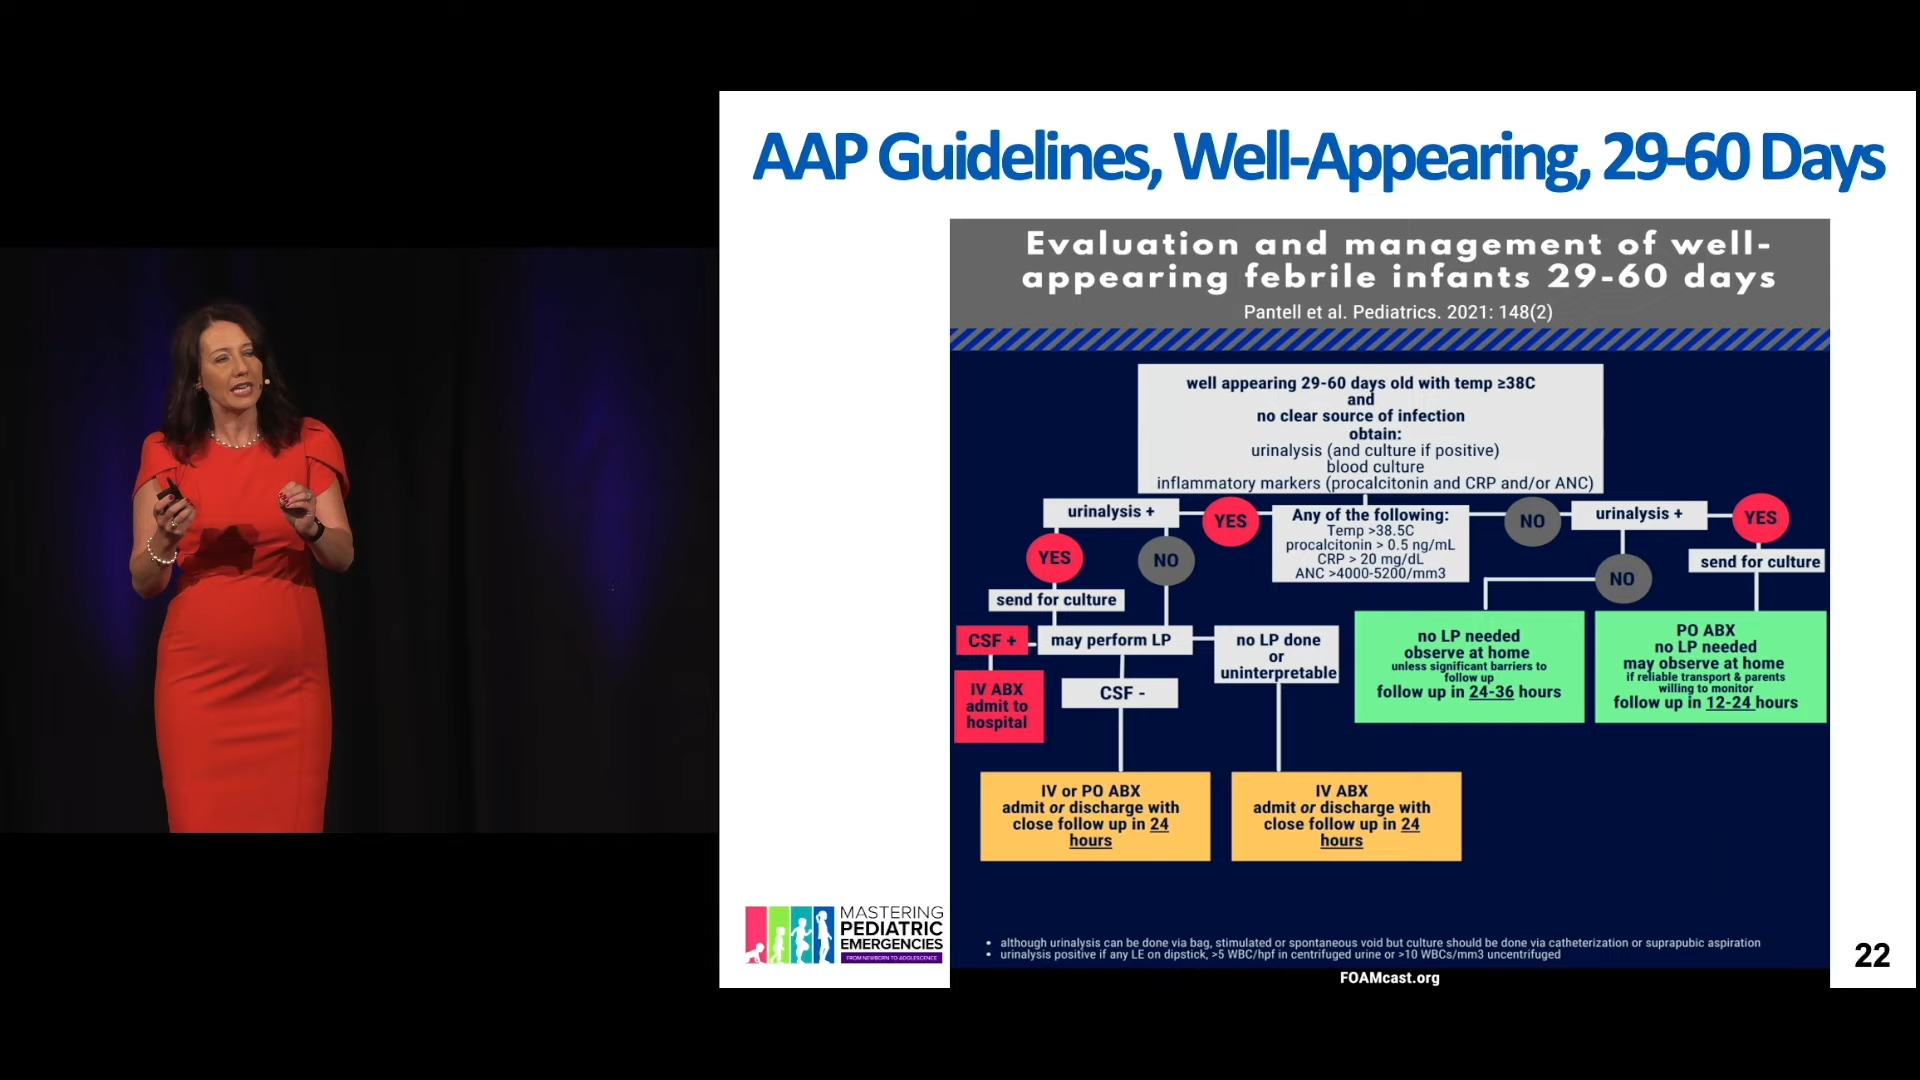 AAP Guidelines, Well-Appearing, 29-60 Days
Evaluation and management of well-
appearing febrile infants 29-60 days
Pantell et al. Pediatrics. 2021: 148(2)
well appearing 29-60 days old with temp ≥38C
and
no clear source of infection
obtain:
urinalysis (and culture if positive)
blood culture
inflammatory markers (procalcitonin and CRP and/or ANC)
urinalysis +
YES
Any of the following:
Temp >38.5C
procalcitonin > 0.5 ng/mL
CRP > 20 mg/dL
ANC >4000-5200/mm3
NO
urinalysis +
YES
YES
NO
send for culture
NO
send for culture
CSF +
may perform LP
no LP done
or
uninterpretable
IV ABX
admit to
hospital
CSF -
no LP needed
observe at home
unless significant barriers to
follow up
follow up in 24-36 hours
PO ABX
no LP needed
may observe at home
if reliable transport & parents
willing to monitor
follow up in 12-24 hours
IV or PO ABX
admit or discharge with
close follow up in 24
hours
IV ABX
admit or discharge with
close follow up in 24
hours
• although urinalysis can be done via bag, stimulated or spontaneous void but culture should be done via catheterization or suprapubic aspiration
• urinalysis positive if any LE on dipstick, >5 WBC/hpf in centrifuged urine or >10 WBCs/mm3 uncentrifuged
FOAMcast.org
MASTERING
PEDIATRIC
EMERGENCIES
FROM NEWBORN TO ADOLESCENCE
22